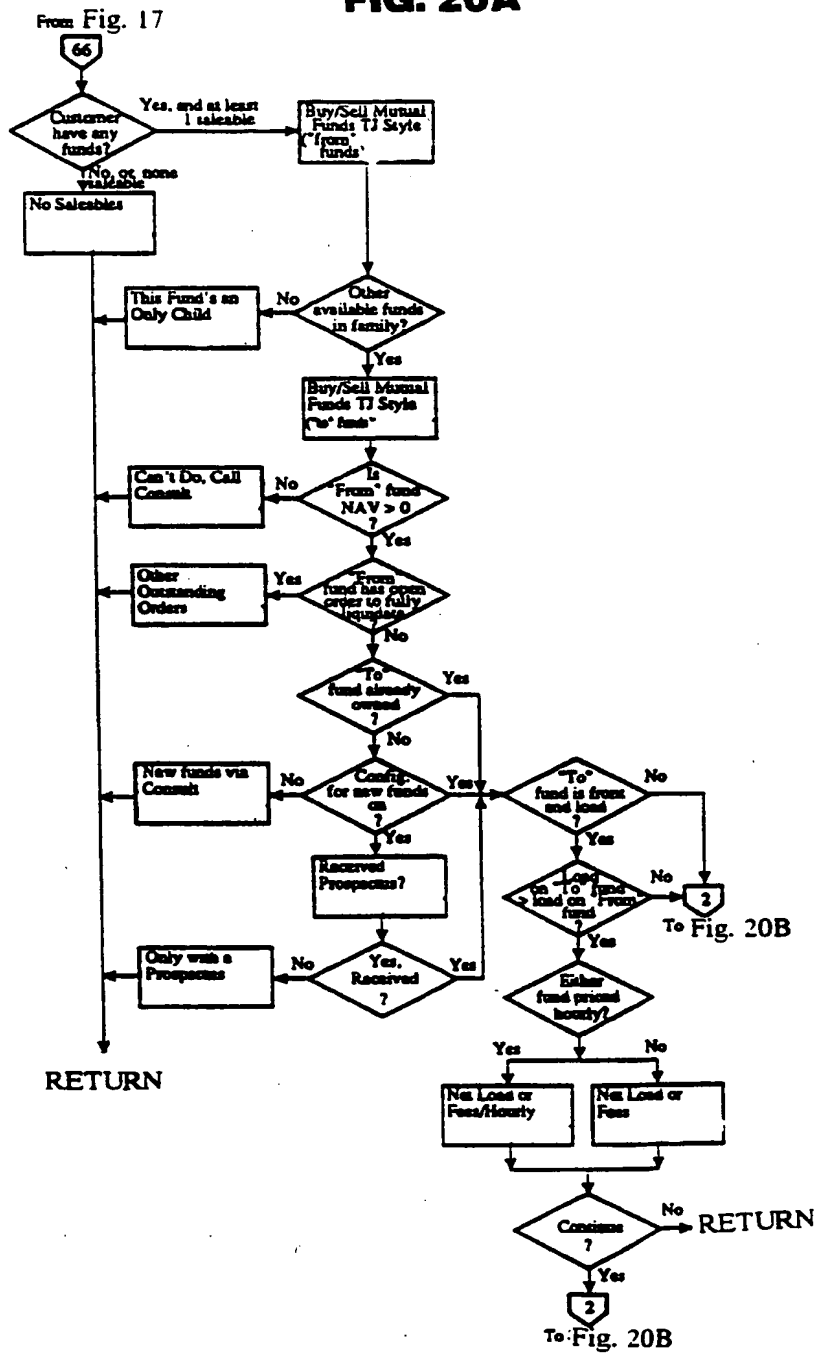 FIG. 20A
From Fig. 17
66
Customer
have any
funds?
Yes, and at least
1 saleable
Buy/Sell Mutual
Funds TJ Style
("from"
funds'
No, or none
saleable
No Saleables
Other
available funds
in family?
No
This Fund's an
Only Child
Yes
Buy/Sell Mutual
Funds TJ Style
("to" funds"
Is
"From" fund
NAV > 0
?
No
Can't Do, Call
Consult
Yes
"From"
fund has open
order to fully
liquidate
?
Yes
Other
Outstanding
Orders
No
"To"
fund already
owned
?
Yes
No
Config.
for new funds
on
?
No
New funds via
Consult
Yes
Yes
Received
Prospectus?
Yes,
Received
?
No
Only with a
Prospectus
Yes
RETURN
"To"
fund is front
end load
?
No
Yes
Load
on "To" fund
> load on "From"
fund
?
No
2
To Fig. 20B
Yes
Either
fund priced
hourly?
Yes
No
Net Load or
Fees/Hourly
Net Load or
Fees
Continue
?
No
RETURN
Yes
2
To: Fig. 20B